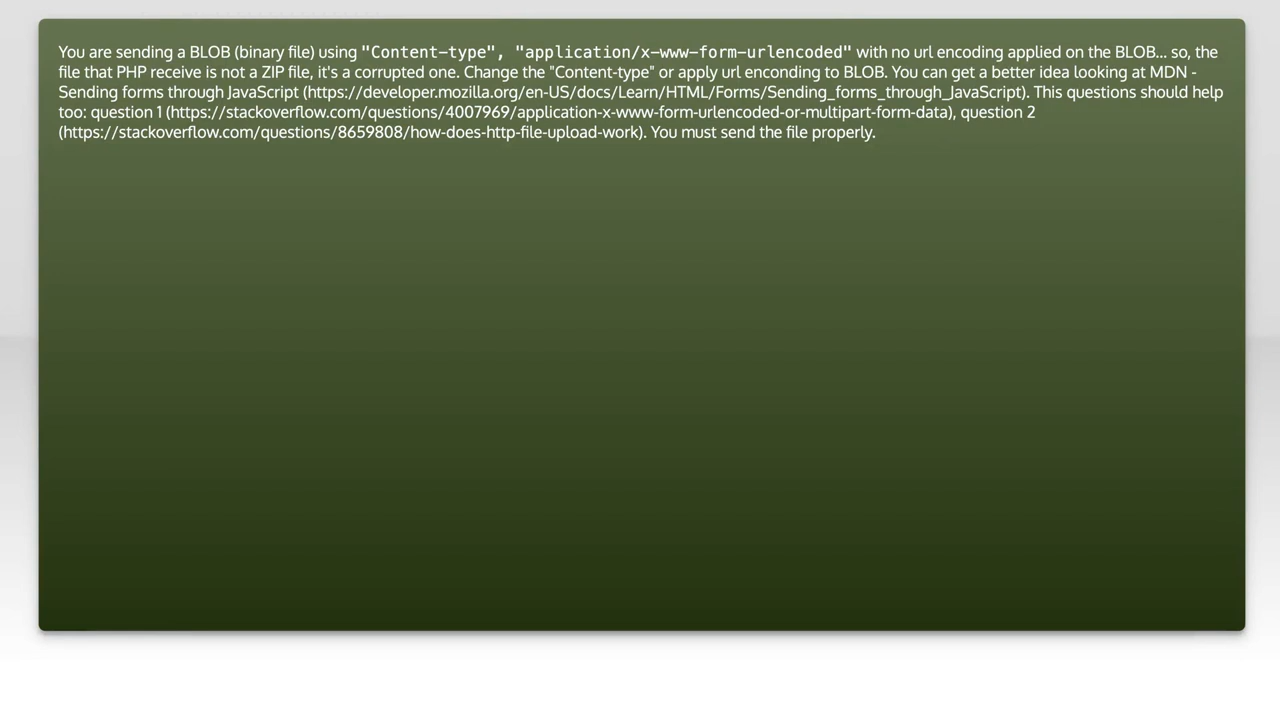 You are sending a BLOB (binary file) using "Content-type", "application/x-www-form-urlencoded" with no url encoding applied on the BLOB... so, the
file that PHP receive is not a ZIP file, it's a corrupted one. Change the "Content-type" or apply url enconding to BLOB. You can get a better idea looking at MDN -
Sending forms through JavaScript (https://developer.mozilla.org/en-US/docs/Learn/HTML/Forms/Sending_forms_through_JavaScript). This questions should help
too: question 1 (https://stackoverflow.com/questions/4007969/application-x-www-form-urlencoded-or-multipart-form-data), question 2
(https://stackoverflow.com/questions/8659808/how-does-http-file-upload-work). You must send the file properly.